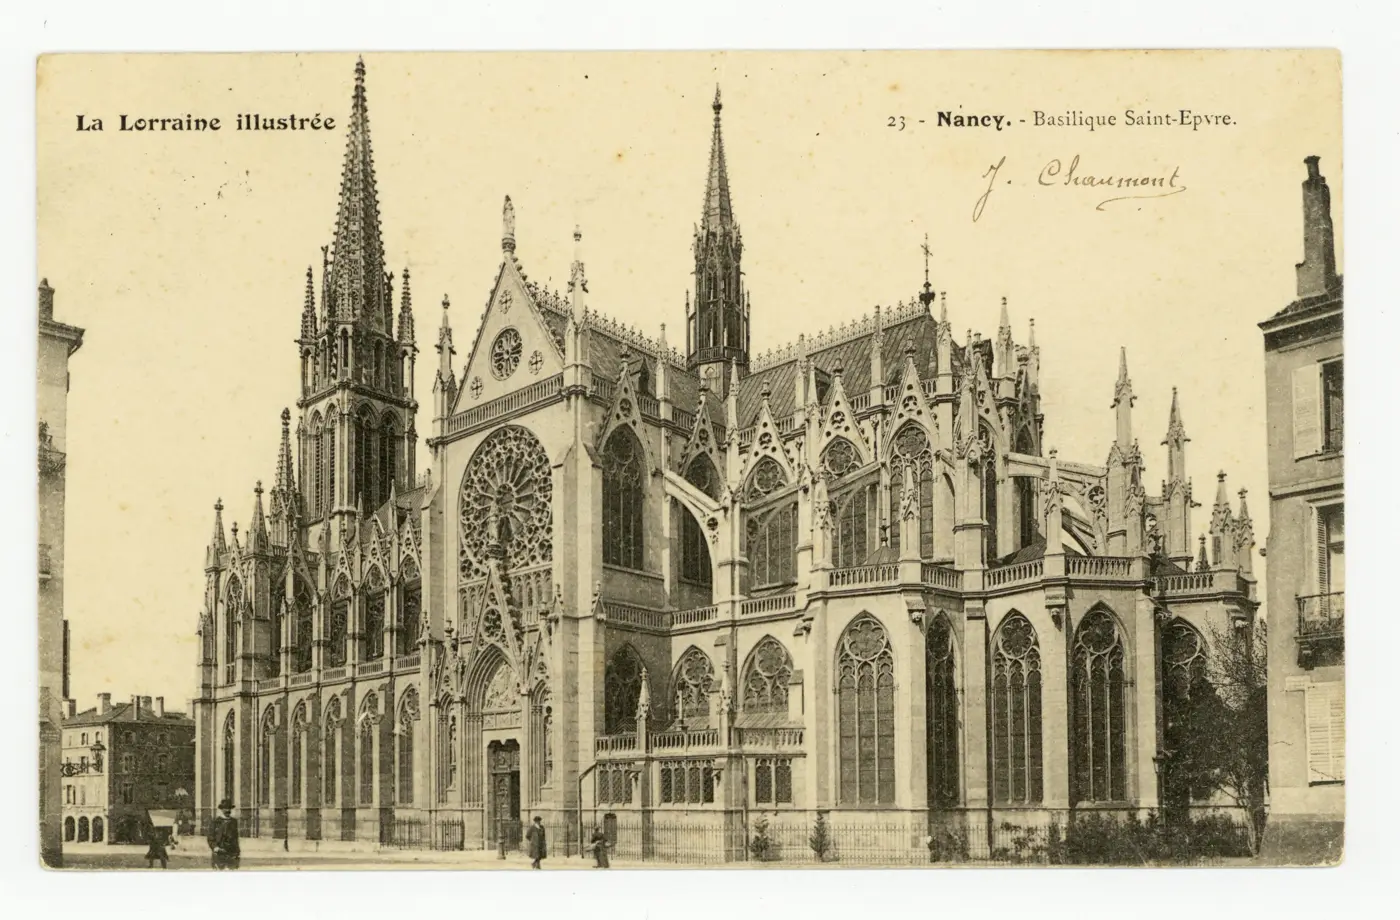 La Lorraine illustrée
23 - Nancy. - Basilique Saint-Epvre.
J. Chaumont